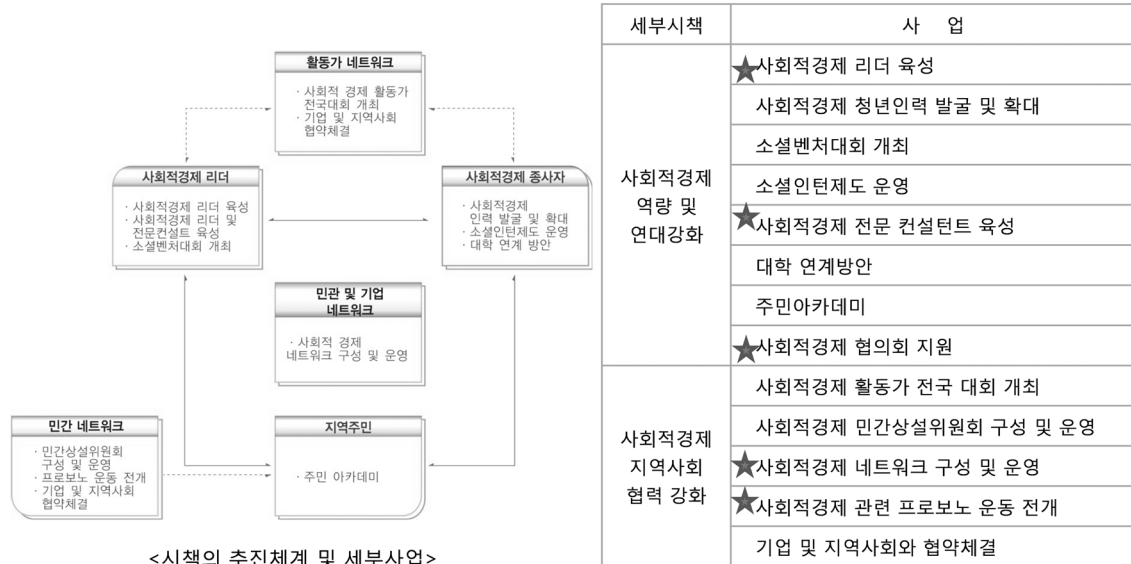 활동가 네트워크
· 사회적 경제 활동가
전국대회 개최
· 기업 및 지역사회
협약체결
사회적경제 리더
· 사회적경제 리더 육성
· 사회적경제 리더 및
전문컨설트 육성
· 소셜벤처대회 개최
사회적경제 종사자
· 사회적경제
인력 발굴 및 확대
· 소셜인턴제도 운영
· 대학 연계 방안
민관 및 기업
네트워크
· 사회적 경제
네트워크 구성 및 운영
민간 네트워크
· 민간상설위원회
구성 및 운영
· 프로보노 운동 전개
· 기업 및 지역사회
협약체결
지역주민
· 주민 아카데미
<시책의 추진체계 및 세부사업>
세부시책
사 업
사회적경제
역량 및
연대강화
사회적경제 리더 육성
사회적경제 청년인력 발굴 및 확대
소셜벤처대회 개최
소셜인턴제도 운영
사회적경제 전문 컨설턴트 육성
대학 연계방안
주민아카데미
사회적경제 협의회 지원
사회적경제
지역사회
협력 강화
사회적경제 활동가 전국 대회 개최
사회적경제 민간상설위원회 구성 및 운영
사회적경제 네트워크 구성 및 운영
사회적경제 관련 프로보노 운동 전개
기업 및 지역사회와 협약체결